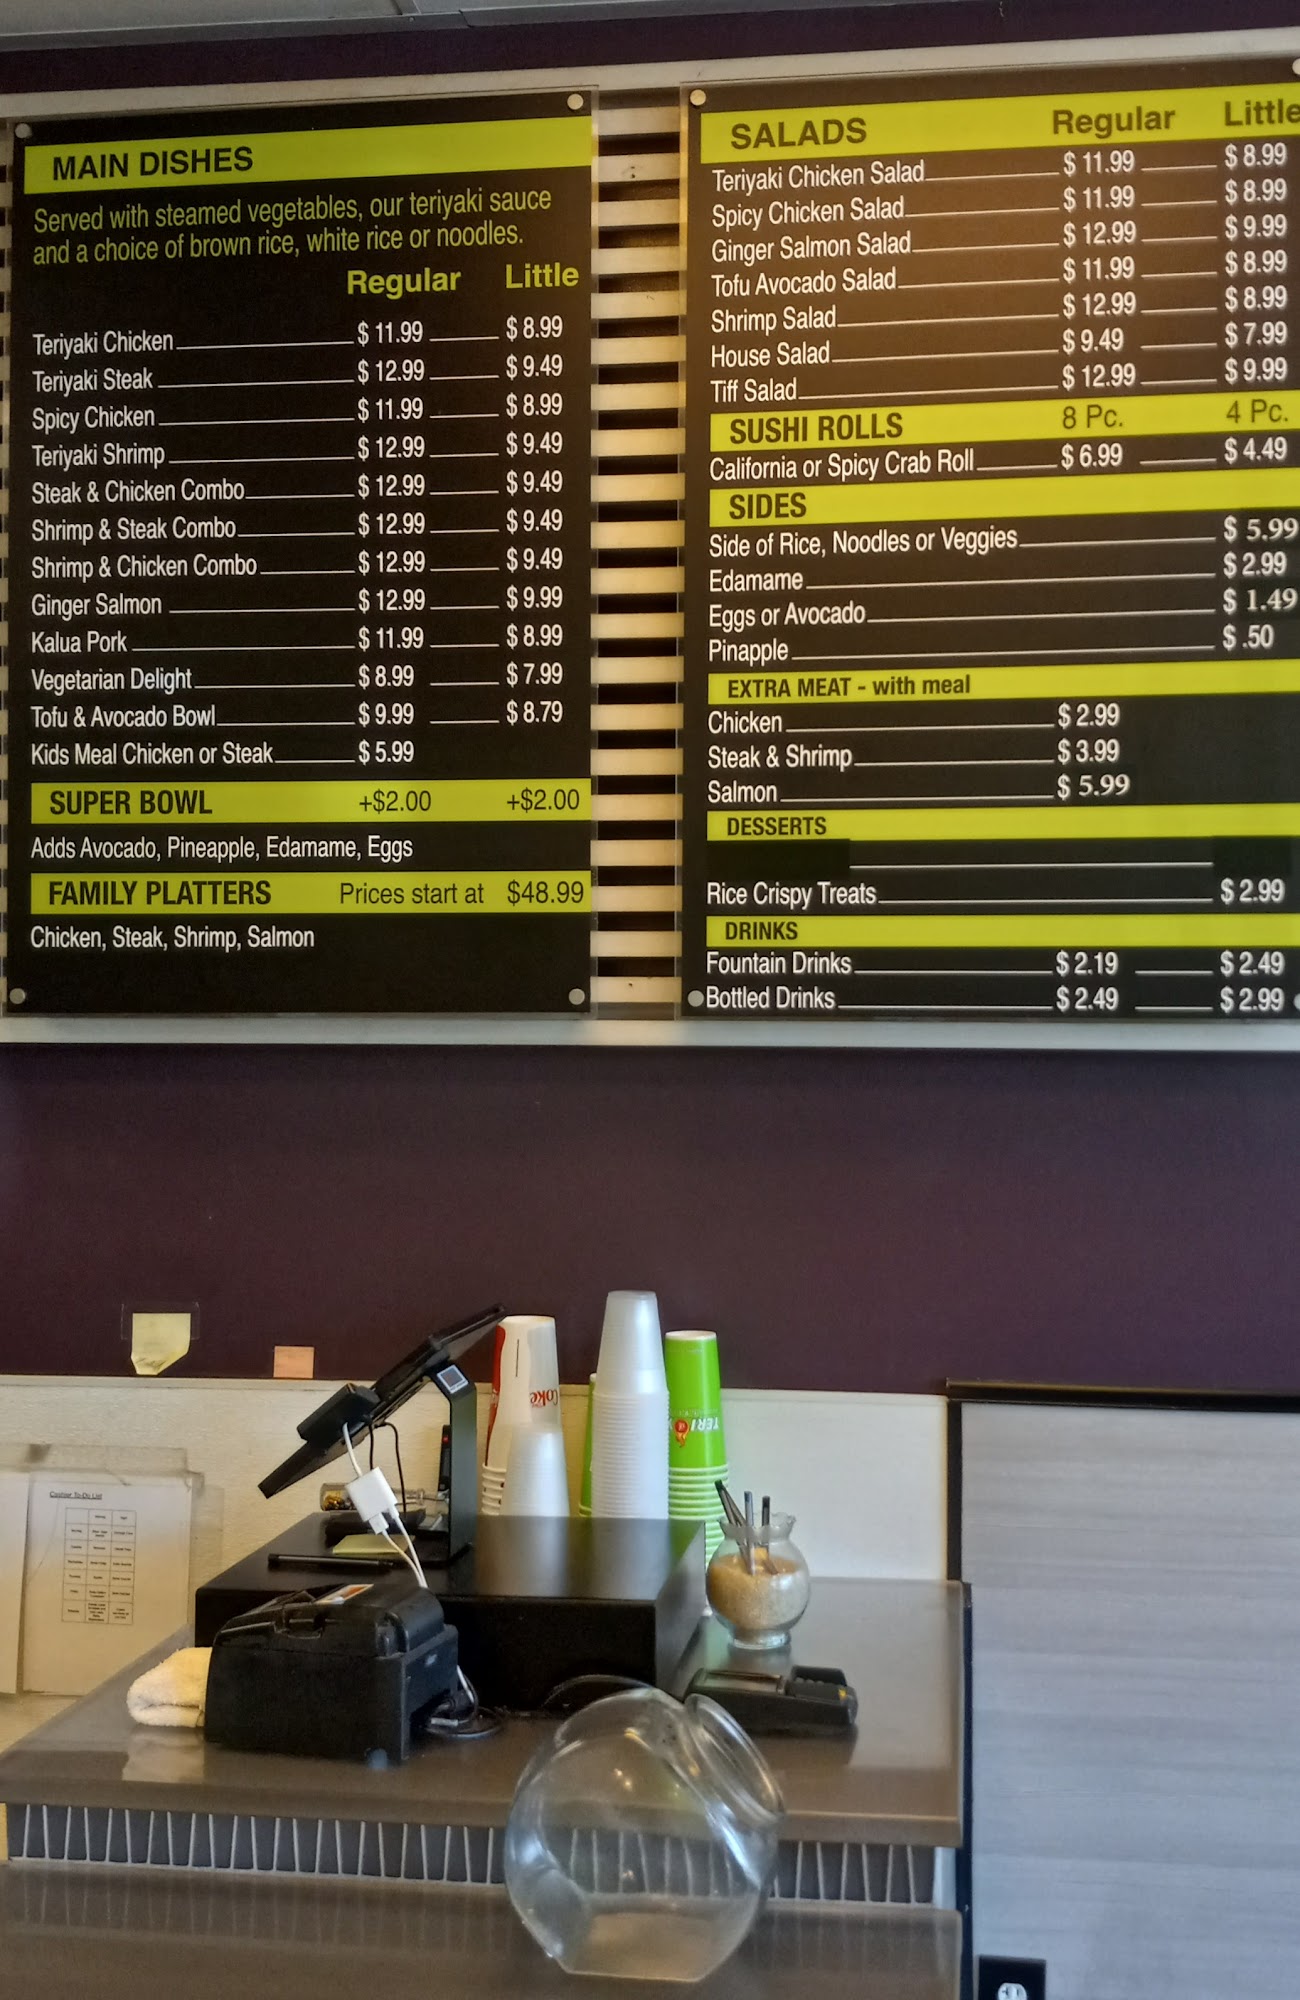 MAIN DISHES
Served with steamed vegetables, our teriyaki sauce
and a choice of brown rice, white rice or noodles.
Regular Little
Teriyaki Chicken $ 11.99 $ 8.99
Teriyaki Steak $ 12.99 $ 9.49
Spicy Chicken $ 11.99 $ 8.99
Teriyaki Shrimp $ 12.99 $ 9.49
Steak & Chicken Combo $ 12.99 $ 9.49
Shrimp & Steak Combo $ 12.99 $ 9.49
Shrimp & Chicken Combo $ 12.99 $ 9.49
Ginger Salmon $ 12.99 $ 9.99
Kalua Pork $ 11.99 $ 8.99
Vegetarian Delight $ 8.99 $ 7.99
Tofu & Avocado Bowl $ 9.99 $ 8.79
Kids Meal Chicken or Steak $ 5.99
SUPER BOWL +$2.00 +$2.00
Adds Avocado, Pineapple, Edamame, Eggs
FAMILY PLATTERS Prices start at $48.99
Chicken, Steak, Shrimp, Salmon
SALADS Regular Little
Teriyaki Chicken Salad $ 11.99 $ 8.99
Spicy Chicken Salad $ 11.99 $ 8.99
Ginger Salmon Salad $ 12.99 $ 9.99
Tofu Avocado Salad $ 11.99 $ 8.99
Shrimp Salad $ 12.99 $ 8.99
House Salad $ 9.49 $ 7.99
Tiff Salad $ 12.99 $ 9.99
SUSHI ROLLS 8 Pc. 4 Pc.
California or Spicy Crab Roll $ 6.99 $ 4.49
SIDES
Side of Rice, Noodles or Veggies $ 5.99
Edamame $ 2.99
Eggs or Avocado $ 1.49
Pinapple $ .50
EXTRA MEAT - with meal
Chicken $ 2.99
Steak & Shrimp $ 3.99
Salmon $ 5.99
DESSERTS
Rice Crispy Treats $ 2.99
DRINKS
Fountain Drinks $ 2.19 $ 2.49
Bottled Drinks $ 2.49 $ 2.99
Coke
TERI
Cashier To-Do List